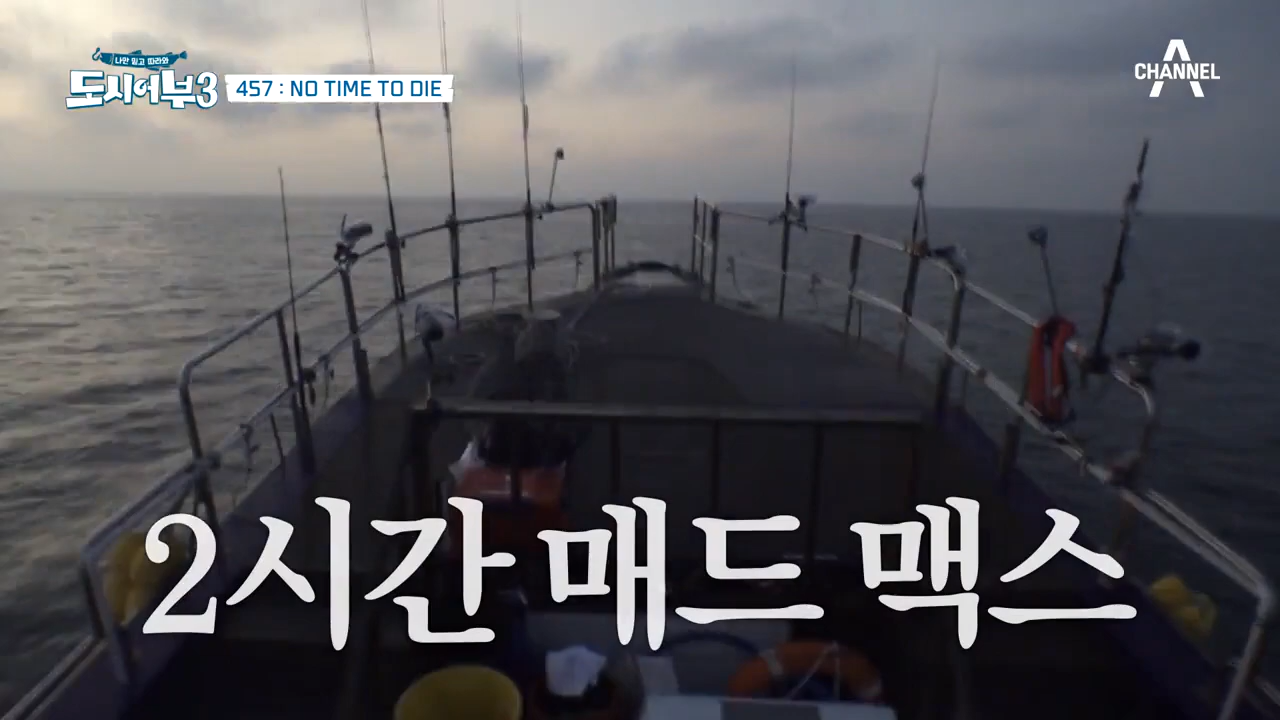 나만 믿고 따라와
도시어부3
457 : NO TIME TO DIE
CHANNEL A
2시간 매드 맥스